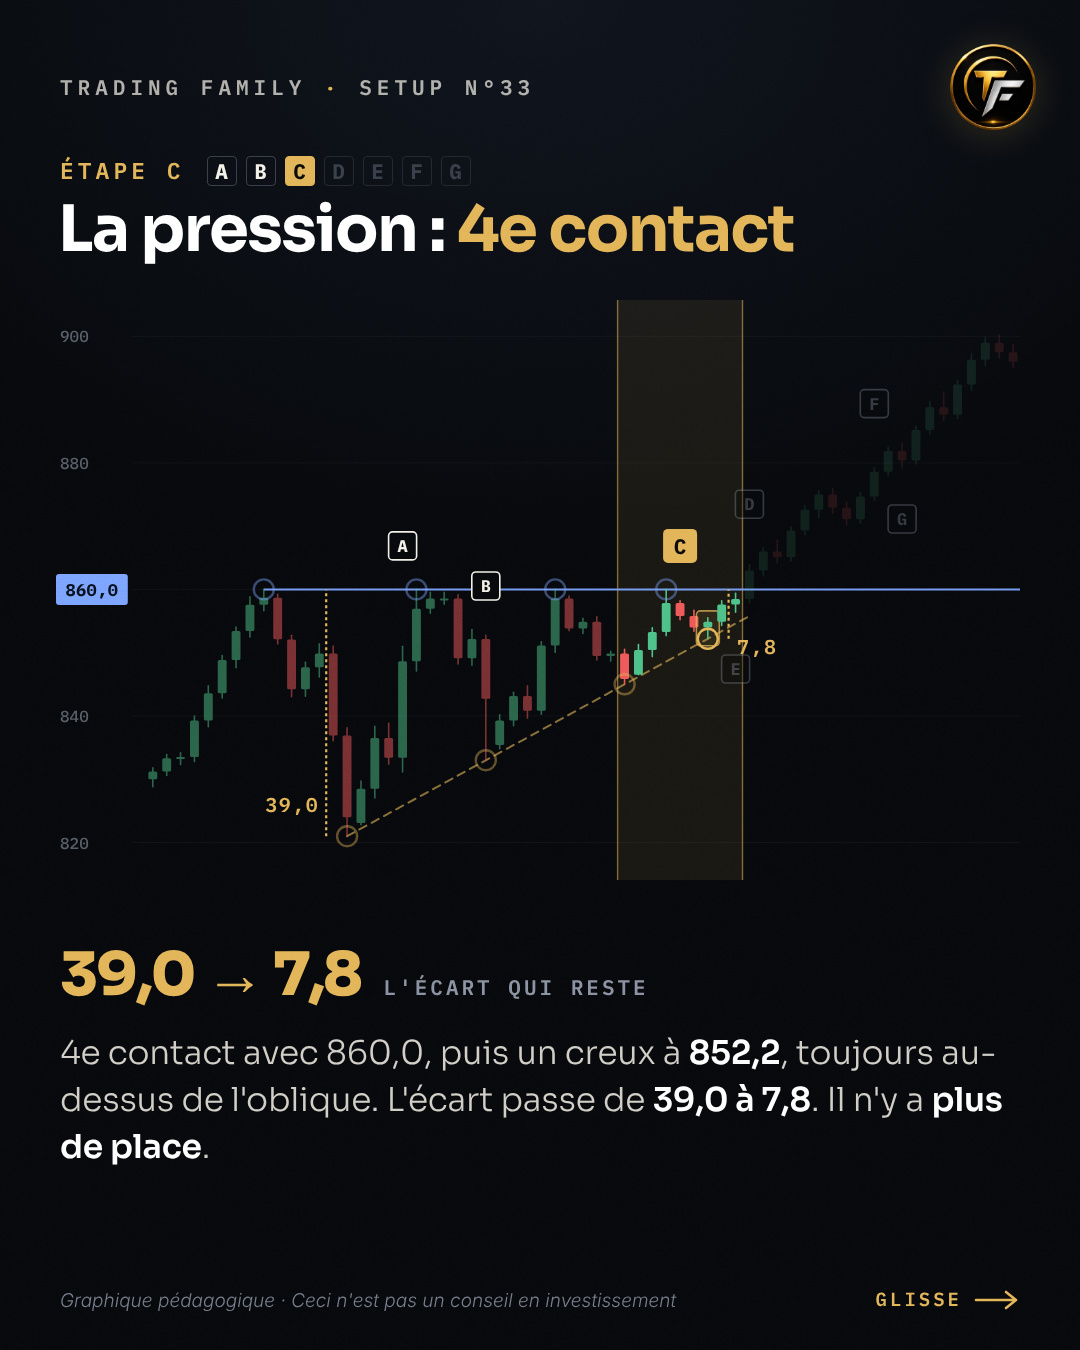 TRADING FAMILY · SETUP N°33
TF
ÉTAPE C A B C D E F G
La pression : 4e contact
900
880
860,0
840
820
A
B
C
D
E
F
G
39,0
7,8
39,0 → 7,8 L'ÉCART QUI RESTE
4e contact avec 860,0, puis un creux à 852,2, toujours au-
dessus de l'oblique. L'écart passe de 39,0 à 7,8. Il n'y a plus
de place.
Graphique pédagogique · Ceci n'est pas un conseil en investissement
GLISSE →